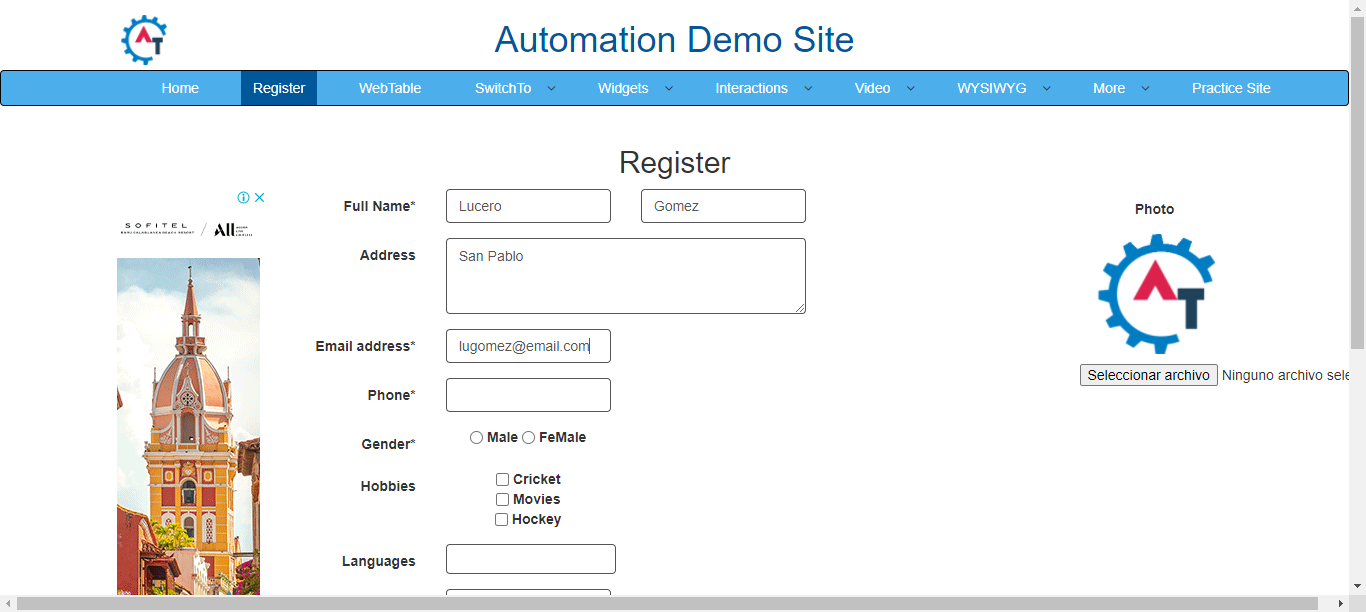 Automation Demo Site
Home Register WebTable SwitchTo Widgets Interactions Video WYSIWYG More Practice Site
Register
Full Name* Lucero Gomez
Photo
SOFITEL / All
Address San Pablo
Email address* lugomez@email.com
Seleccionar archivo Ninguno archivo sele
Phone*
Gender* Male FeMale
Hobbies Cricket
Movies
Hockey
Languages